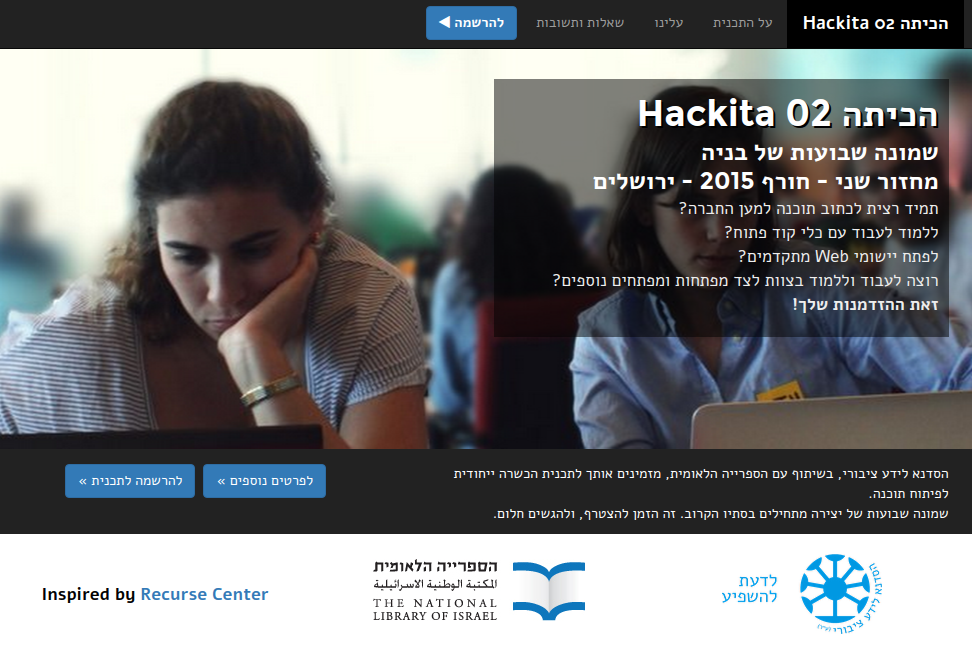 הכיתה Hackita 02
על התכנית
עלינו
שאלות ותשובות
להרשמה ◀
הכיתה Hackita 02
שמונה שבועות של בניה
מחזור שני - חורף 2015 - ירושלים
תמיד רצית לכתוב תוכנה למען החברה?
ללמוד לעבוד עם כלי קוד פתוח?
לפתח יישומי Web מתקדמים?
רוצה לעבוד וללמוד בצוות לצד מפתחות ומפתחים נוספים?
זאת ההזדמנות שלך!
הסדנא לידע ציבורי, בשיתוף עם הספרייה הלאומית, מזמינים אותך לתכנית הכשרה ייחודית
לפיתוח תוכנה.
שמונה שבועות של יצירה מתחילים בסתיו הקרוב. זה הזמן להצטרף, ולהגשים חלום.
לפרטים נוספים »
להרשמה לתכנית »
הסדנא לידע ציבורי
לדעת
להשפיע
הספרייה הלאומית
المكتبة الوطنية الاسرائيلية
THE NATIONAL
LIBRARY OF ISRAEL
Inspired by Recurse Center